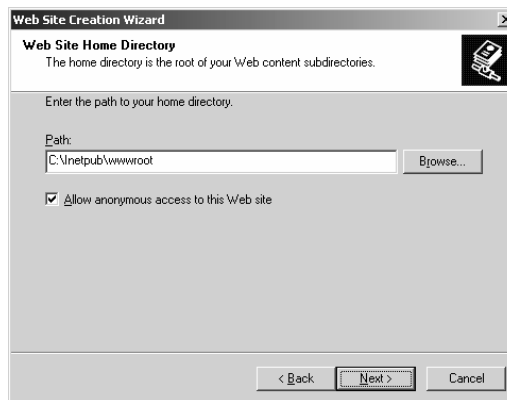 Web Site Creation Wizard
Web Site Home Directory
The home directory is the root of your Web content subdirectories.
Enter the path to your home directory.
Path:
C:\Inetpub\wwwroot
Browse...
Allow anonymous access to this Web site
< Back
Next >
Cancel